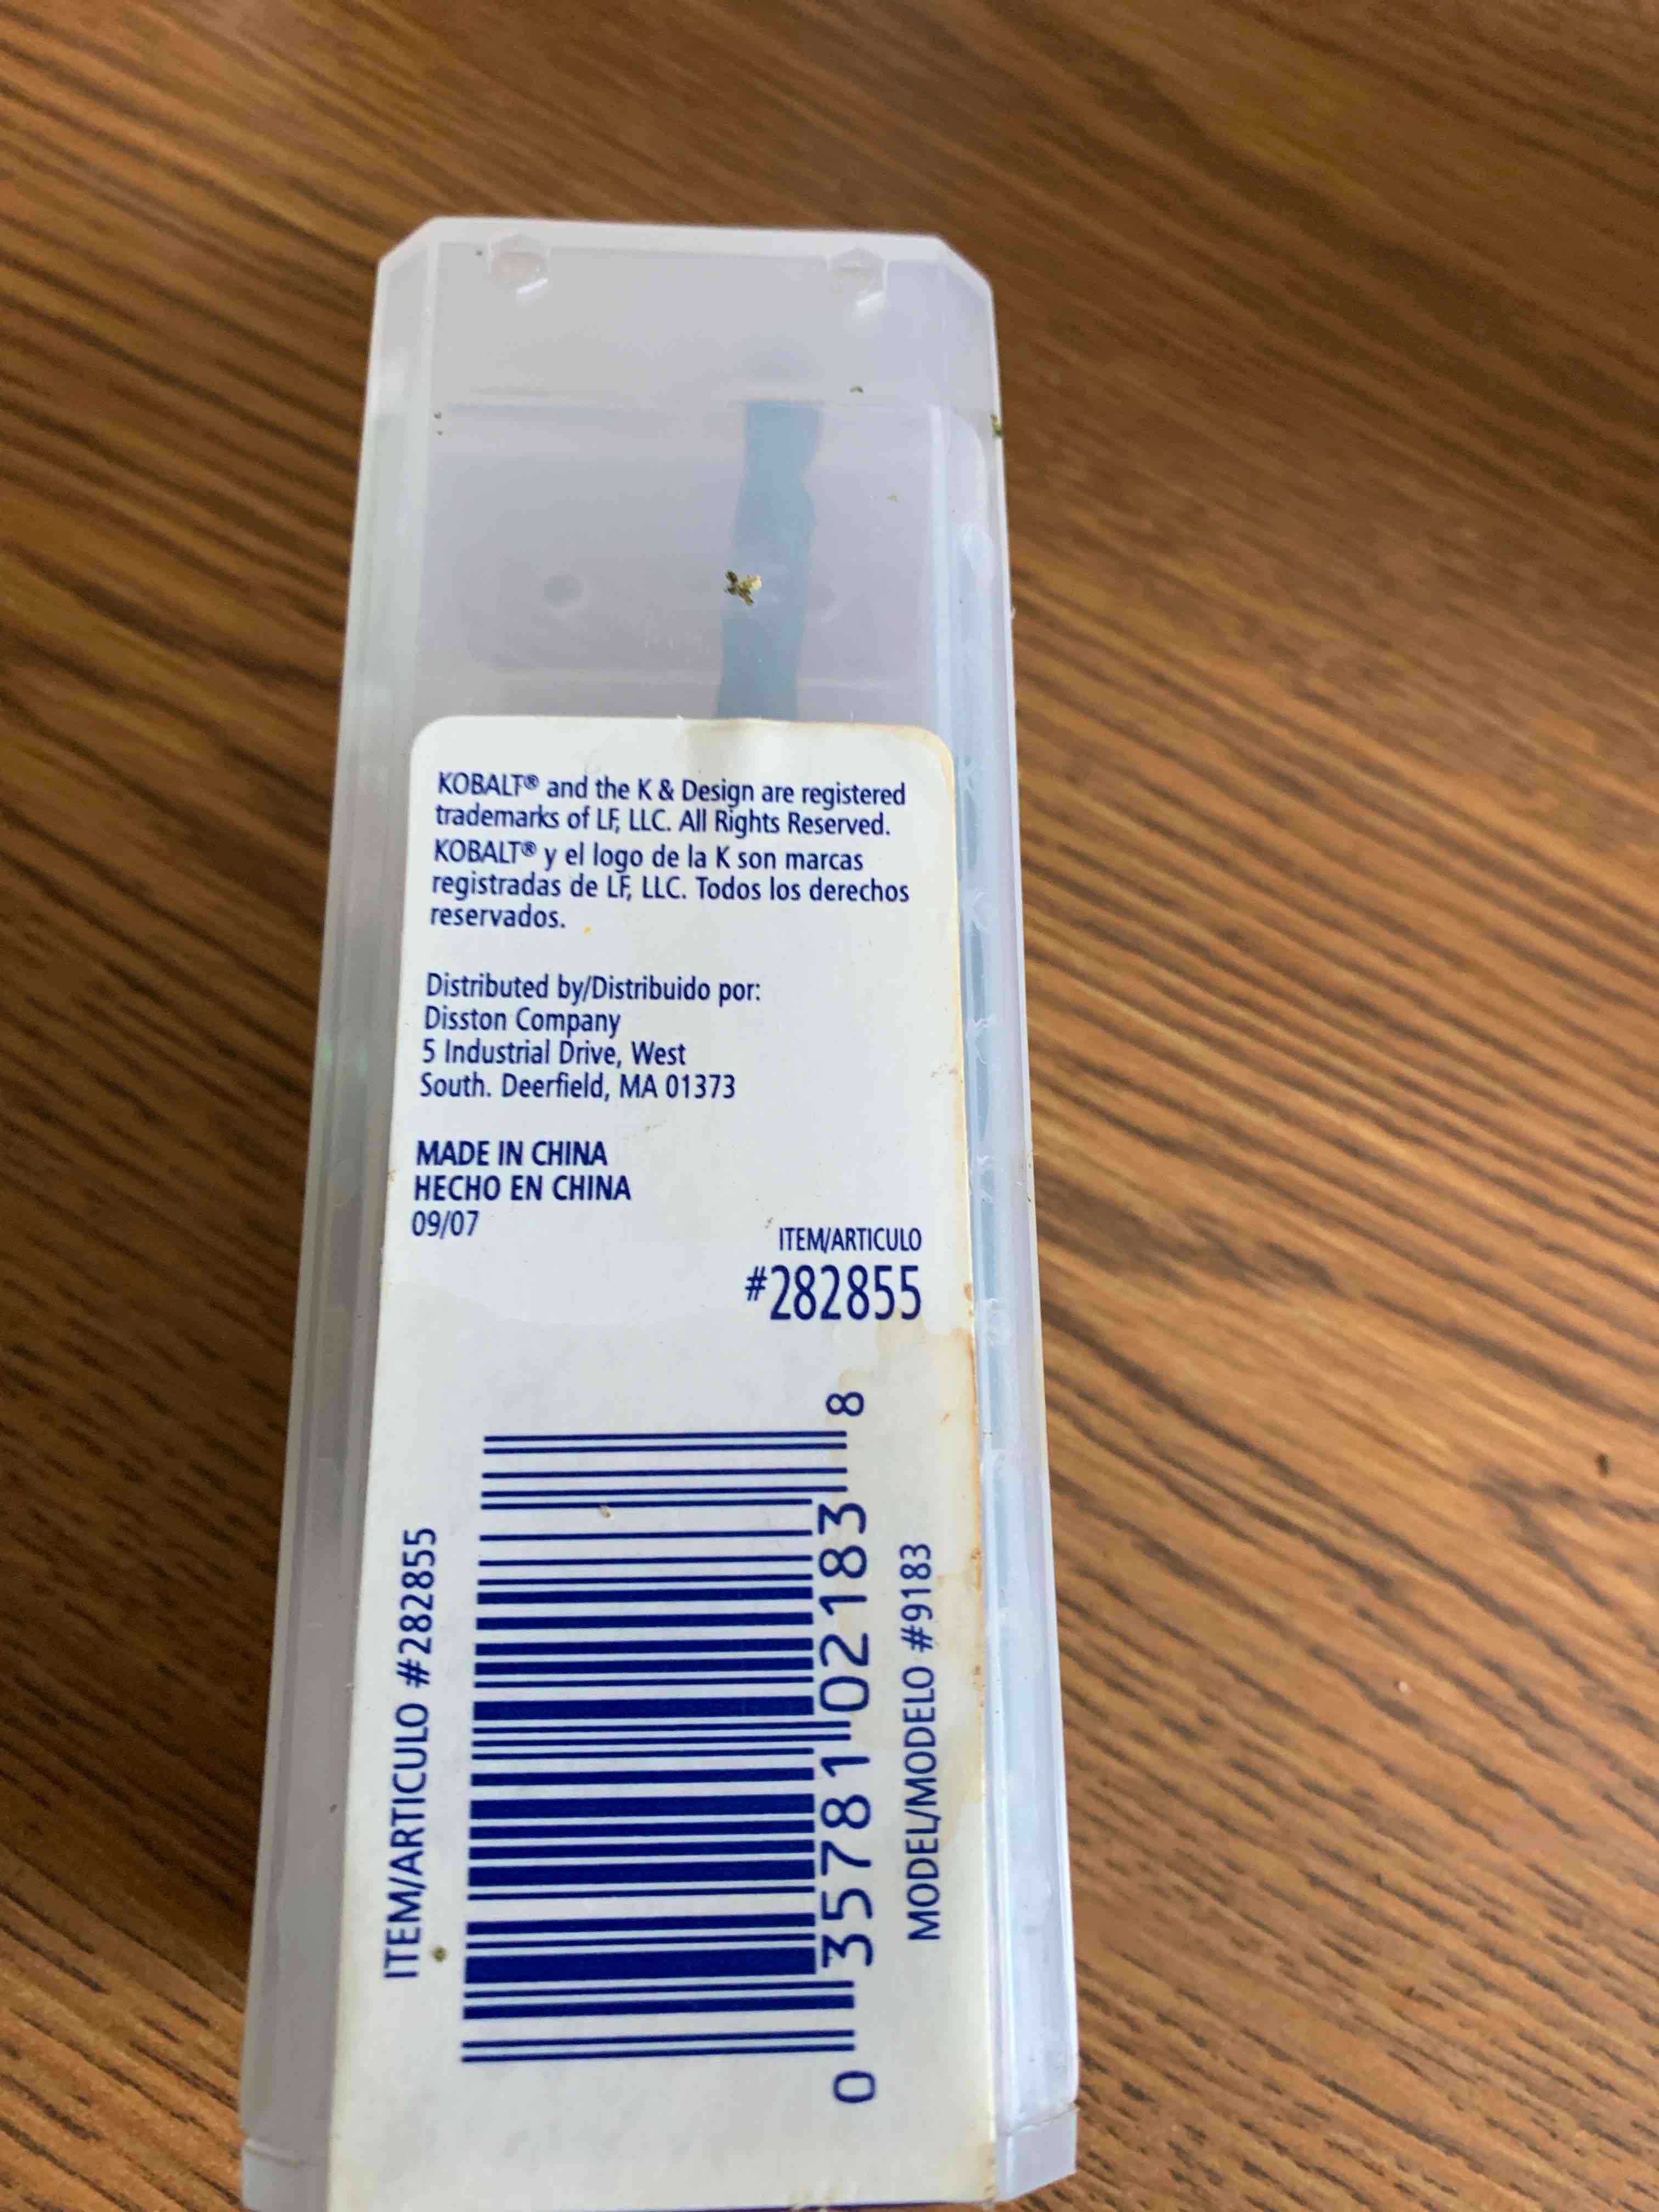 KOBALT® and the K & Design are registered
trademarks of LF, LLC. All Rights Reserved.
KOBALT® y el logo de la K son marcas
registradas de LF, LLC. Todos los derechos
reservados.
Distributed by/Distribuido por:
Disston Company
5 Industrial Drive, West
South. Deerfield, MA 01373
MADE IN CHINA
HECHO EN CHINA
09/07
ITEM/ARTICULO
#282855
ITEM/ARTICULO #282855
0 35781 02183 8
MODEL/MODELO #9183